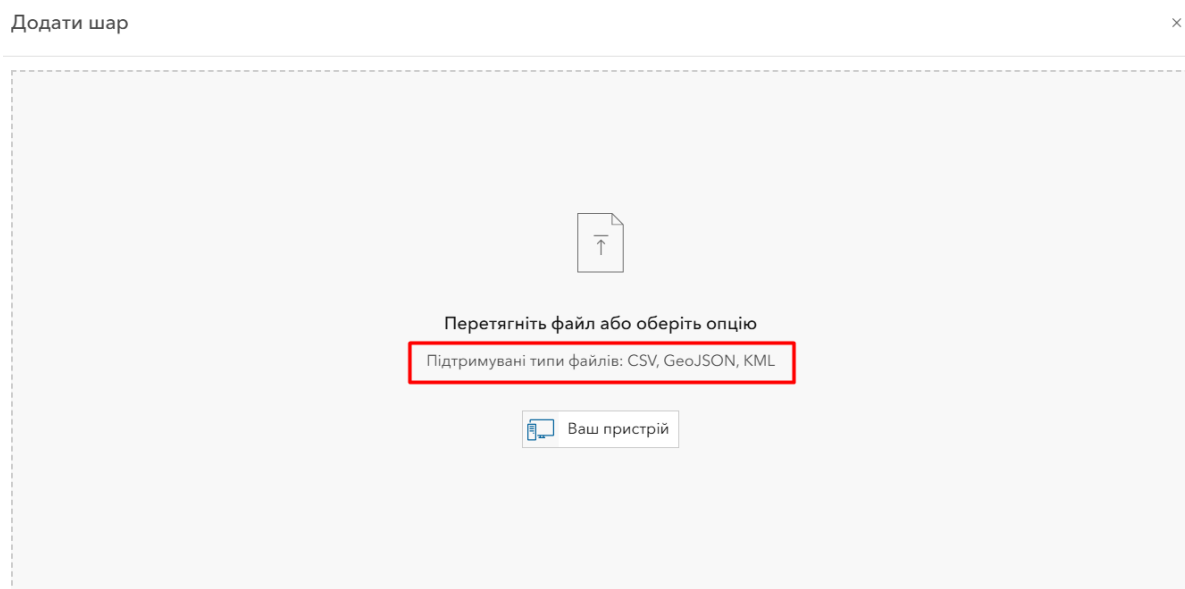 Додати шар
Перетягніть файл або оберіть опцію
Підтримувані типи файлів: CSV, GeoJSON, KML
Ваш пристрій